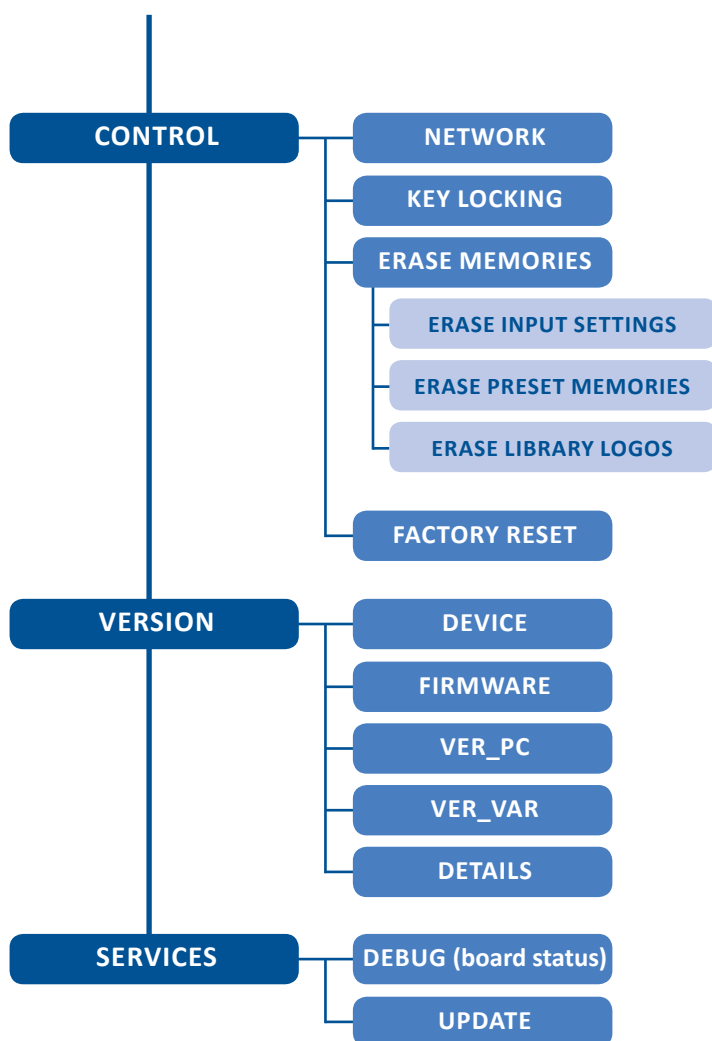 CONTROL
NETWORK
KEY LOCKING
ERASE MEMORIES
ERASE INPUT SETTINGS
ERASE PRESET MEMORIES
ERASE LIBRARY LOGOS
FACTORY RESET
VERSION
DEVICE
FIRMWARE
VER_PC
VER_VAR
DETAILS
SERVICES
DEBUG (board status)
UPDATE